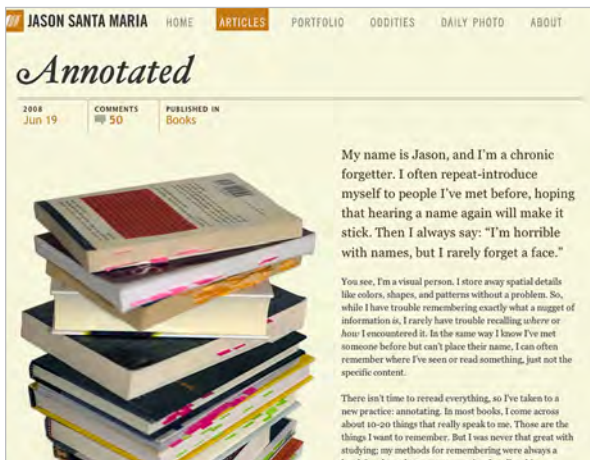 JASON SANTA MARIA HOME ARTICLES PORTFOLIO ODDITIES DAILY PHOTO ABOUT
Annotated
2008 COMMENTS PUBLISHED IN
Jun 19 50 Books
My name is Jason, and I'm a chronic
forgetter. I often repeat-introduce
myself to people I've met before, hoping
that hearing a name again will make it
stick. Then I always say: “I'm horrible
with names, but I rarely forget a face.”
You see, I'm a visual person. I store away spatial details
like colors, shapes, and patterns without a problem. So,
while I have trouble remembering exactly what a nugget of
information is, I rarely have trouble recalling where or
how I encountered it. In the same way I know I've met
someone before but can't place their name, I can often
remember where I've seen or read something, just not the
specific content.
There isn't time to reread everything, so I've taken to a
new practice: annotating. In most books, I come across
about 10-20 things that really speak to me. Those are the
things I want to remember. But I was never that great with
studying; my methods for remembering were always a